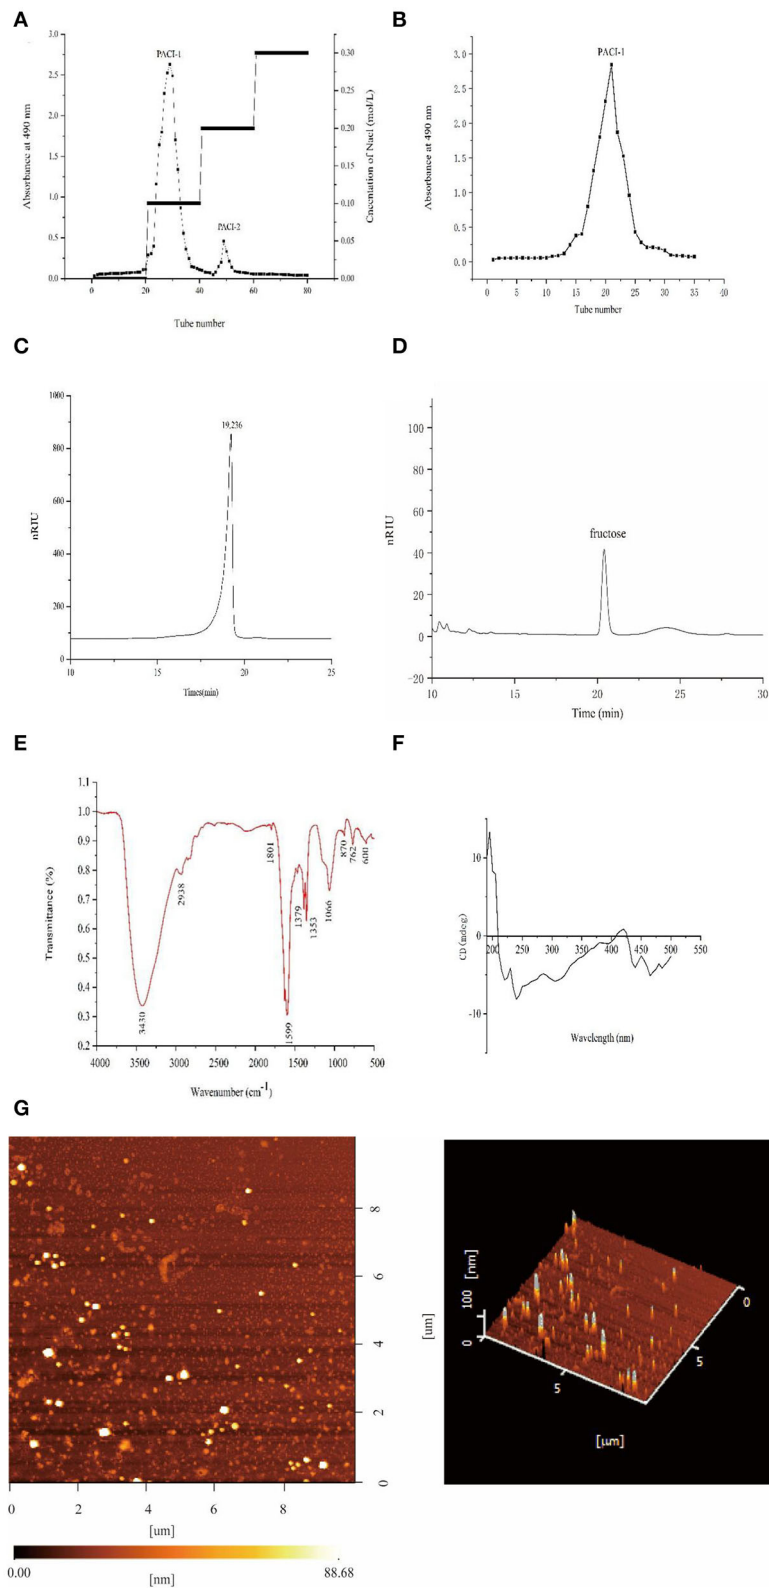 A
PACI-1
PACI-2
3.0
2.5
2.0
1.5
1.0
0.5
0.0
Absorbance at 490 nm
0.30
0.25
0.20
0.15
0.10
0.05
0.00
Cncentation of Nacl (mol/L)
0 20 40 60 80
Tube number
B
PACI-1
3.0
2.5
2.0
1.5
1.0
0.5
0.0
Absorbance at 490 nm
0 5 10 15 20 25 30 35 40
Tube number
C
19.236
1000
800
600
400
200
0
nRIU
10 15 20 25
Times(min)
D
fructose
100
80
60
40
20
0
-20
nRIU
10 15 20 25 30
Time (min)
E
1.1
1.0
0.9
0.8
0.7
0.6
0.5
0.4
0.3
0.2
Transmittance (%)
3430
2938
1801
1599
1379
1353
1066
870
762
600
4000 3500 3000 2500 2000 1500 1000 500
Wavenumber (cm-1)
F
10
0
-10
CD (mdeg)
200 250 300 350 400 450 500 550
Wavelength (nm)
G
8
6
4
2
0
[um]
0 2 4 6 8
[um]
0.00 [nm] 88.68
[nm]
100
0
0
5
5
[µm]